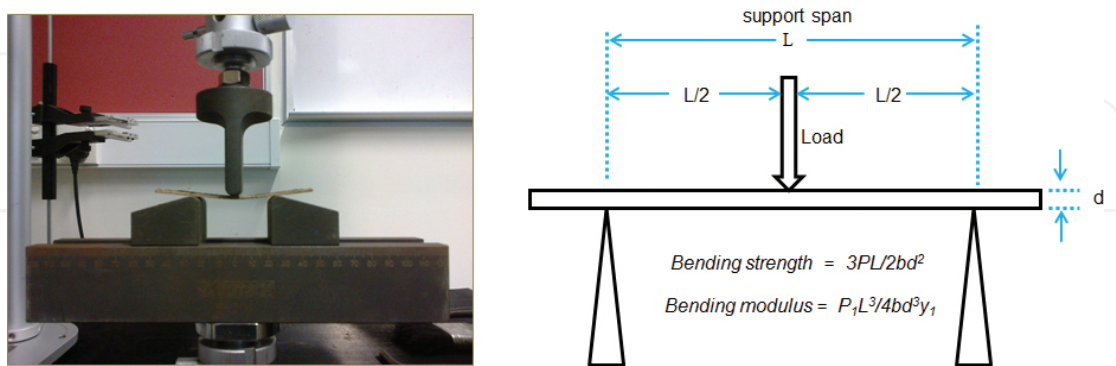 support span
L
L/2 L/2
Load
d
Bending strength = 3PL/2bd²
Bending modulus = P₁L³/4bd³y₁